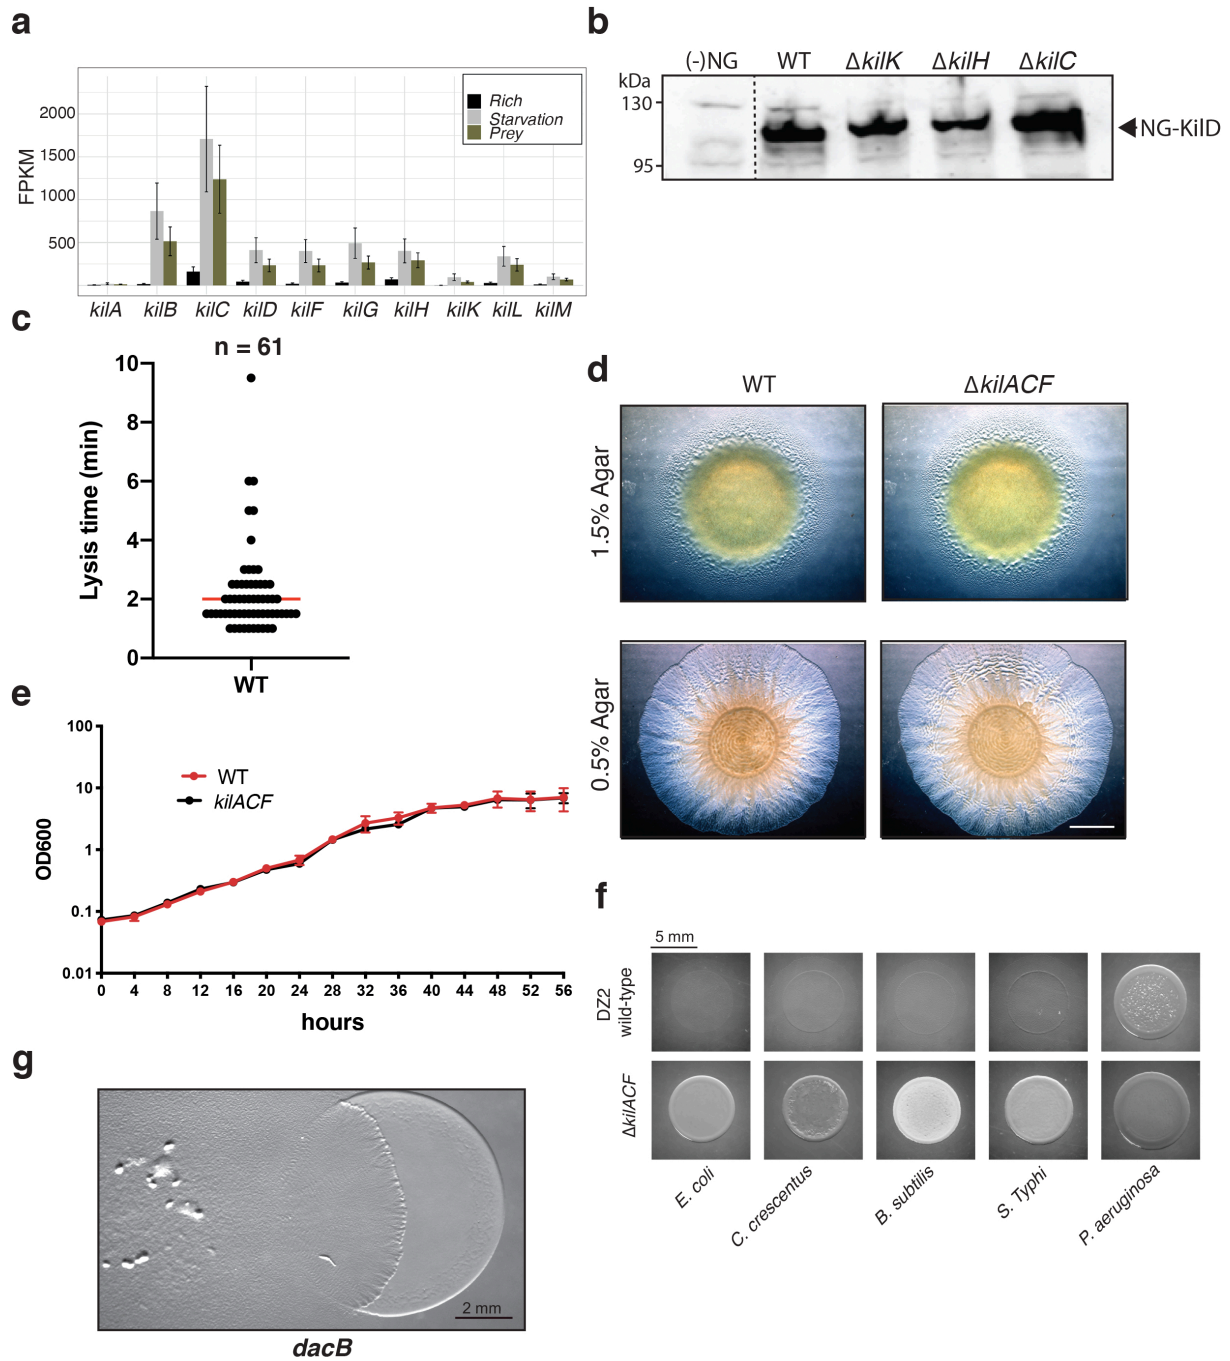 a
2000
1500
1000
500
FPKM
Rich
Starvation
Prey
kilA kilB kilC kilD kilF kilG kilH kilK kilL kilM
b
(-)NG WT ΔkilK ΔkilH ΔkilC
kDa
130
95
NG-KilD
c
n = 61
10
8
6
4
2
0
Lysis time (min)
WT
d
WT ΔkilACF
1.5% Agar
0.5% Agar
e
100
10
1
0.1
0.01
OD600
WT
kilACF
0 4 8 12 16 20 24 28 32 36 40 44 48 52 56
hours
f
5 mm
DZ2
wild-type
ΔkilACF
E. coli
C. crescentus
B. subtilis
S. Typhi
P. aeruginosa
g
2 mm
dacB